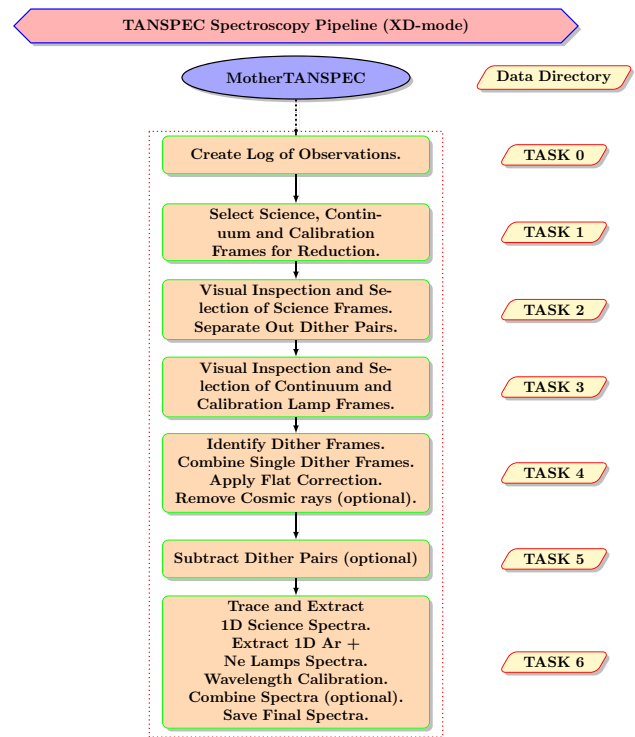 TANSPEC Spectroscopy Pipeline (XD-mode)
MotherTANSPEC
Data Directory
Create Log of Observations.
TASK 0
Select Science, Contin-
uum and Calibration
Frames for Reduction.
TASK 1
Visual Inspection and Se-
lection of Science Frames.
Separate Out Dither Pairs.
TASK 2
Visual Inspection and Se-
lection of Continuum and
Calibration Lamp Frames.
TASK 3
Identify Dither Frames.
Combine Single Dither Frames.
Apply Flat Correction.
Remove Cosmic rays (optional).
TASK 4
Subtract Dither Pairs (optional)
TASK 5
Trace and Extract
1D Science Spectra.
Extract 1D Ar +
Ne Lamps Spectra.
Wavelength Calibration.
Combine Spectra (optional).
Save Final Spectra.
TASK 6